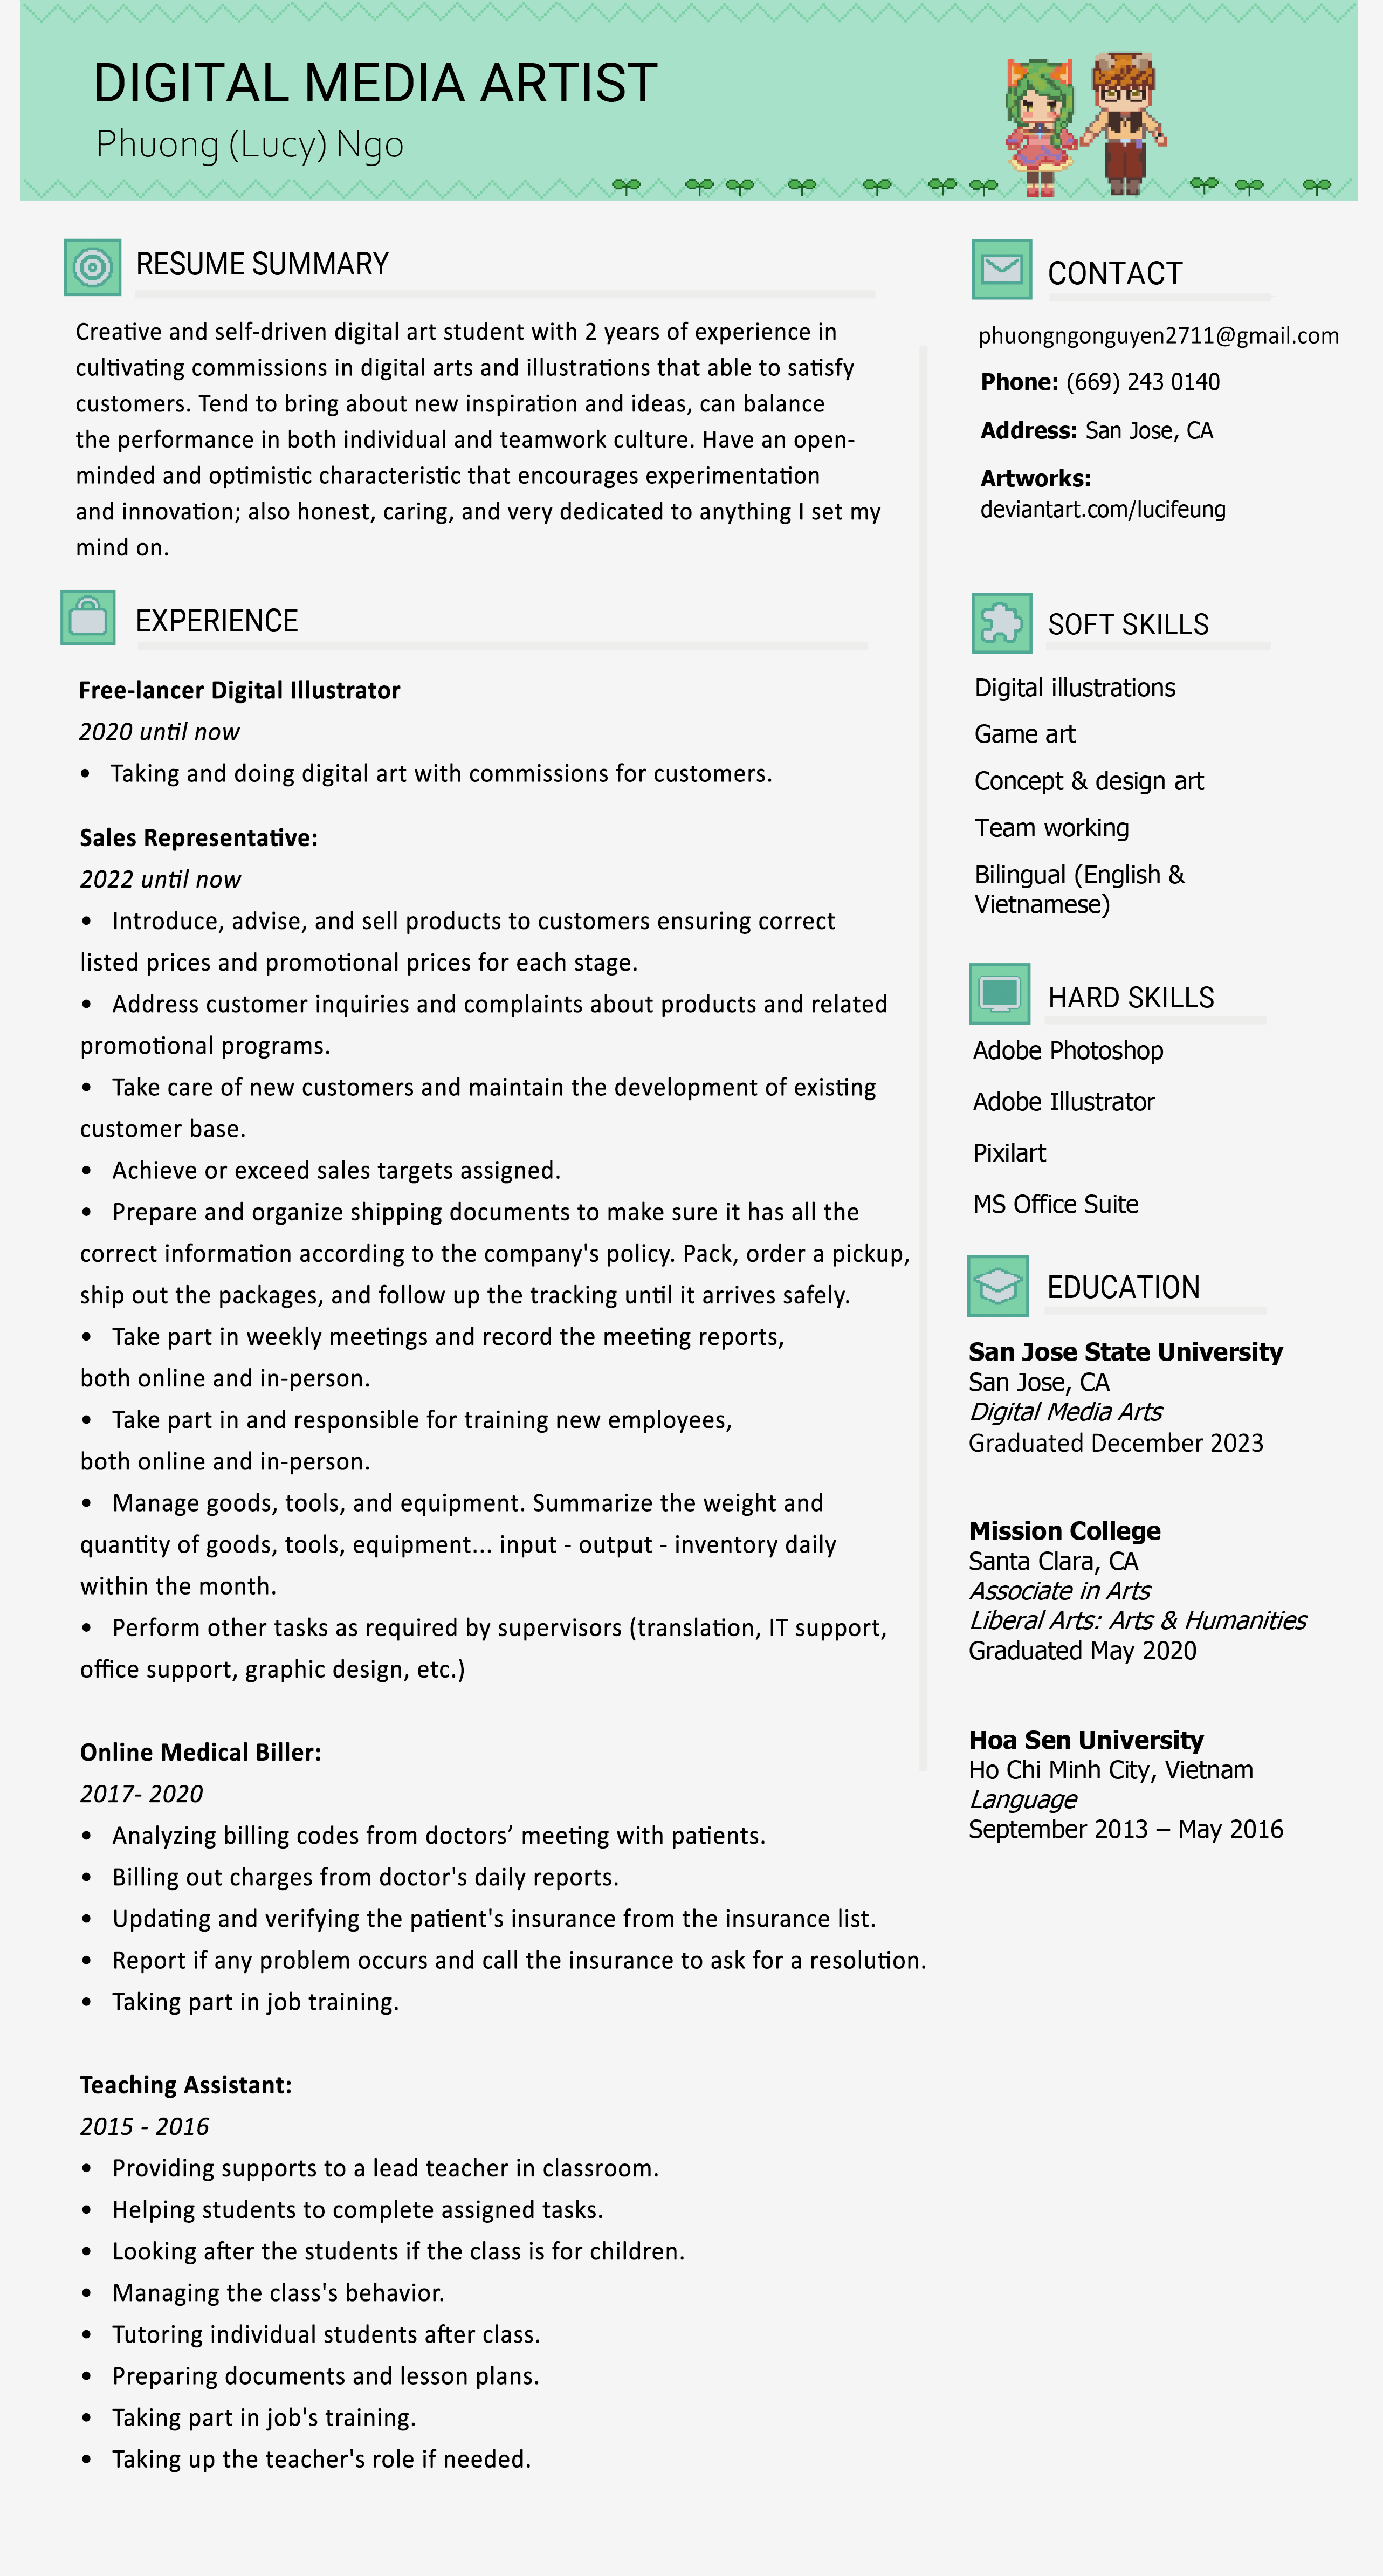 DIGITAL MEDIA ARTIST
Phuong (Lucy) Ngo
RESUME SUMMARY
Creative and self-driven digital art student with 2 years of experience in
cultivating commissions in digital arts and illustrations that able to satisfy
customers. Tend to bring about new inspiration and ideas, can balance
the performance in both individual and teamwork culture. Have an open-
minded and optimistic characteristic that encourages experimentation
and innovation; also honest, caring, and very dedicated to anything I set my
mind on.
EXPERIENCE
Free-lancer Digital Illustrator
2020 until now
• Taking and doing digital art with commissions for customers.
Sales Representative:
2022 until now
• Introduce, advise, and sell products to customers ensuring correct
listed prices and promotional prices for each stage.
• Address customer inquiries and complaints about products and related
promotional programs.
• Take care of new customers and maintain the development of existing
customer base.
• Achieve or exceed sales targets assigned.
• Prepare and organize shipping documents to make sure it has all the
correct information according to the company's policy. Pack, order a pickup,
ship out the packages, and follow up the tracking until it arrives safely.
• Take part in weekly meetings and record the meeting reports,
both online and in-person.
• Take part in and responsible for training new employees,
both online and in-person.
• Manage goods, tools, and equipment. Summarize the weight and
quantity of goods, tools, equipment... input - output - inventory daily
within the month.
• Perform other tasks as required by supervisors (translation, IT support,
office support, graphic design, etc.)
Online Medical Biller:
2017- 2020
• Analyzing billing codes from doctors’ meeting with patients.
• Billing out charges from doctor's daily reports.
• Updating and verifying the patient's insurance from the insurance list.
• Report if any problem occurs and call the insurance to ask for a resolution.
• Taking part in job training.
Teaching Assistant:
2015 - 2016
• Providing supports to a lead teacher in classroom.
• Helping students to complete assigned tasks.
• Looking after the students if the class is for children.
• Managing the class's behavior.
• Tutoring individual students after class.
• Preparing documents and lesson plans.
• Taking part in job's training.
• Taking up the teacher's role if needed.
CONTACT
phuongngonguyen2711@gmail.com
Phone: (669) 243 0140
Address: San Jose, CA
Artworks:
deviantart.com/lucifeung
SOFT SKILLS
Digital illustrations
Game art
Concept & design art
Team working
Bilingual (English &
Vietnamese)
HARD SKILLS
Adobe Photoshop
Adobe Illustrator
Pixilart
MS Office Suite
EDUCATION
San Jose State University
San Jose, CA
Digital Media Arts
Graduated December 2023
Mission College
Santa Clara, CA
Associate in Arts
Liberal Arts: Arts & Humanities
Graduated May 2020
Hoa Sen University
Ho Chi Minh City, Vietnam
Language
September 2013 – May 2016